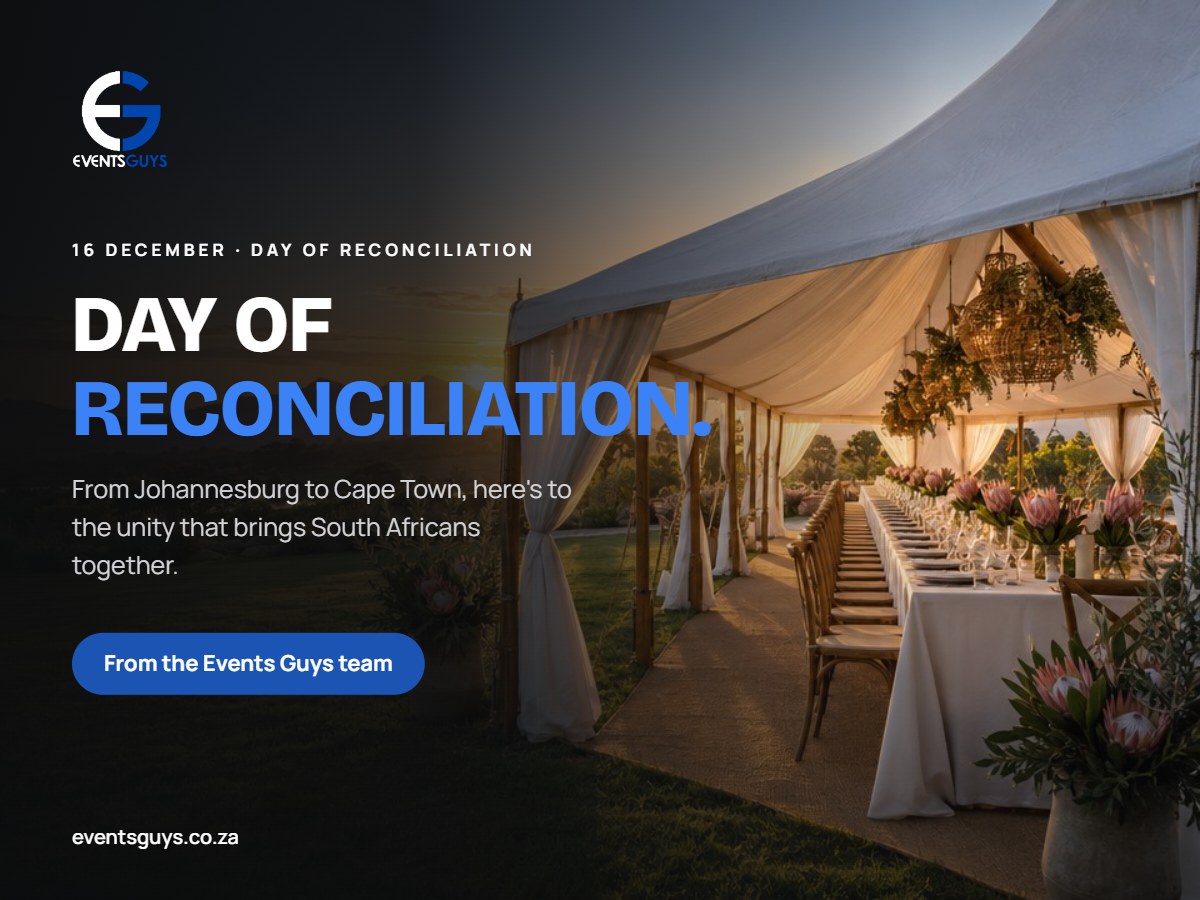 EVENTSGUYS
16 DECEMBER · DAY OF RECONCILIATION
DAY OF
RECONCILIATION.
From Johannesburg to Cape Town, here's to
the unity that brings South Africans
together.
From the Events Guys team
eventsguys.co.za